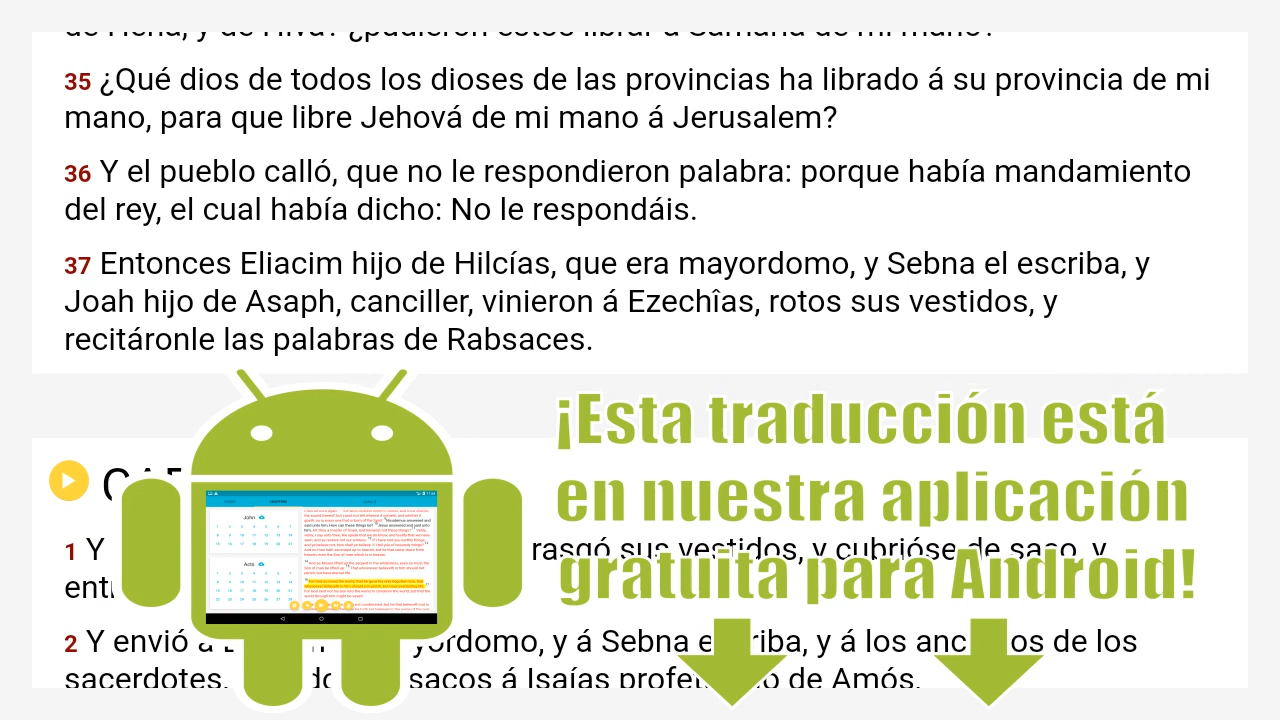 35 ¿Qué dios de todos los dioses de las provincias ha librado á su provincia de mi
mano, para que libre Jehová de mi mano á Jerusalem?
36 Y el pueblo calló, que no le respondieron palabra: porque había mandamiento
del rey, el cual había dicho: No le respondáis.
37 Entonces Eliacim hijo de Hilcías, que era mayordomo, y Sebna el escriba, y
Joah hijo de Asaph, canciller, vinieron á Ezechîas, rotos sus vestidos, y
recitáronle las palabras de Rabsaces.
¡Esta traducción está
en nuestra aplicación
gratuita para Android!
John
Acts
1 Y rasgó sus vestidos, y cubrióse de saco, y
2 Y envió á y á Sebna y á los de los
sacerdotes, sacos á Isaías de Amós.